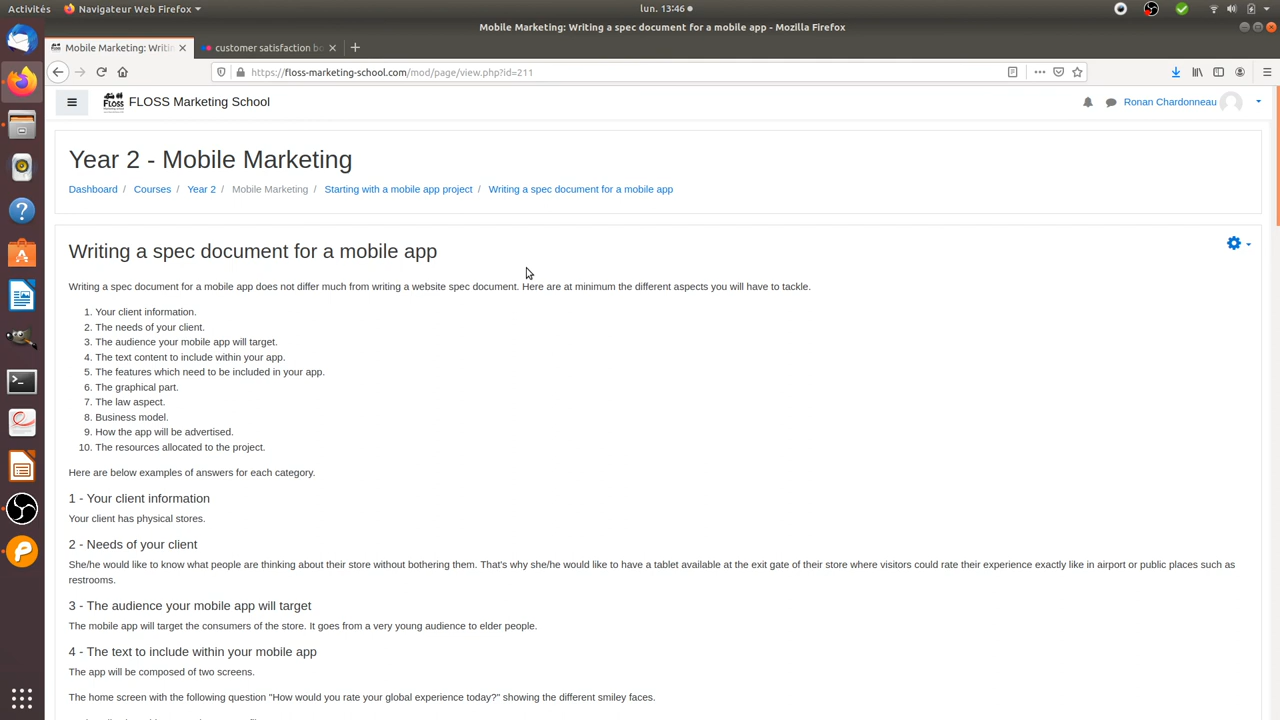 Activités
Navigateur Web Firefox
lun. 13:46
Mobile Marketing: Writing a spec document for a mobile app - Mozilla Firefox
Mobile Marketing: Writi
customer satisfaction bo
https://floss-marketing-school.com/mod/page/view.php?id=211
FLOSS Marketing School
Ronan Chardonneau
Year 2 - Mobile Marketing
Dashboard / Courses / Year 2 / Mobile Marketing / Starting with a mobile app project / Writing a spec document for a mobile app
Writing a spec document for a mobile app
Writing a spec document for a mobile app does not differ much from writing a website spec document. Here are at minimum the different aspects you will have to tackle.
1. Your client information.
2. The needs of your client.
3. The audience your mobile app will target.
4. The text content to include within your app.
5. The features which need to be included in your app.
6. The graphical part.
7. The law aspect.
8. Business model.
9. How the app will be advertised.
10. The resources allocated to the project.
Here are below examples of answers for each category.
1 - Your client information
Your client has physical stores.
2 - Needs of your client
She/he would like to know what people are thinking about their store without bothering them. That's why she/he would like to have a tablet available at the exit gate of their store where visitors could rate their experience exactly like in airport or public places such as
restrooms.
3 - The audience your mobile app will target
The mobile app will target the consumers of the store. It goes from a very young audience to elder people.
4 - The text to include within your mobile app
The app will be composed of two screens.
The home screen with the following question "How would you rate your global experience today?" showing the different smiley faces.